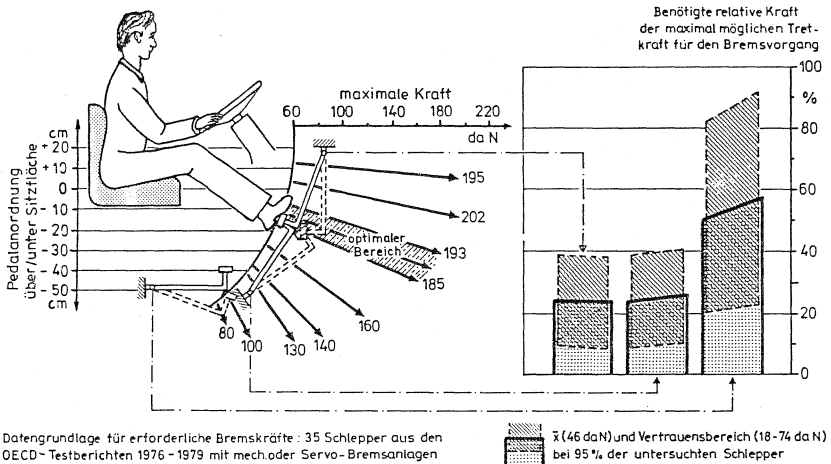 Benötigte relative Kraft
der maximal möglichen Tret-
kraft für den Bremsvorgang
maximale Kraft
60 100 140 180 220
da N
100
%
80
60
40
20
0
Pedalanordnung
über/unter Sitzfläche
cm
+ 20
+ 10
0
- 10
- 20
- 30
- 40
- 50
cm
195
202
193
optimaler
Bereich
185
160
140
130
100
80
Datengrundlage für erforderliche Bremskräfte : 35 Schlepper aus den
OECD - Testberichten 1976 - 1979 mit mech. oder Servo - Bremsanlagen
x̅ (46 daN) und Vertrauensbereich (18-74 da N)
bei 95 % der untersuchten Schlepper